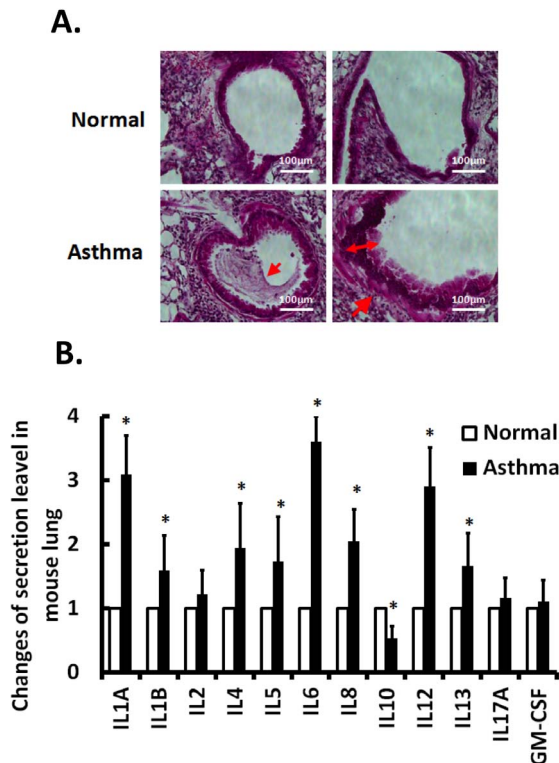 A.
Normal
100μm
100μm
Asthma
100μm
100μm
B.
Changes of secretion leavel in
mouse lung
4
3
2
1
0
*
*
*
*
*
*
*
*
*
Normal
Asthma
IL1A
IL1B
IL2
IL4
IL5
IL6
IL8
IL10
IL12
IL13
IL17A
GM-CSF